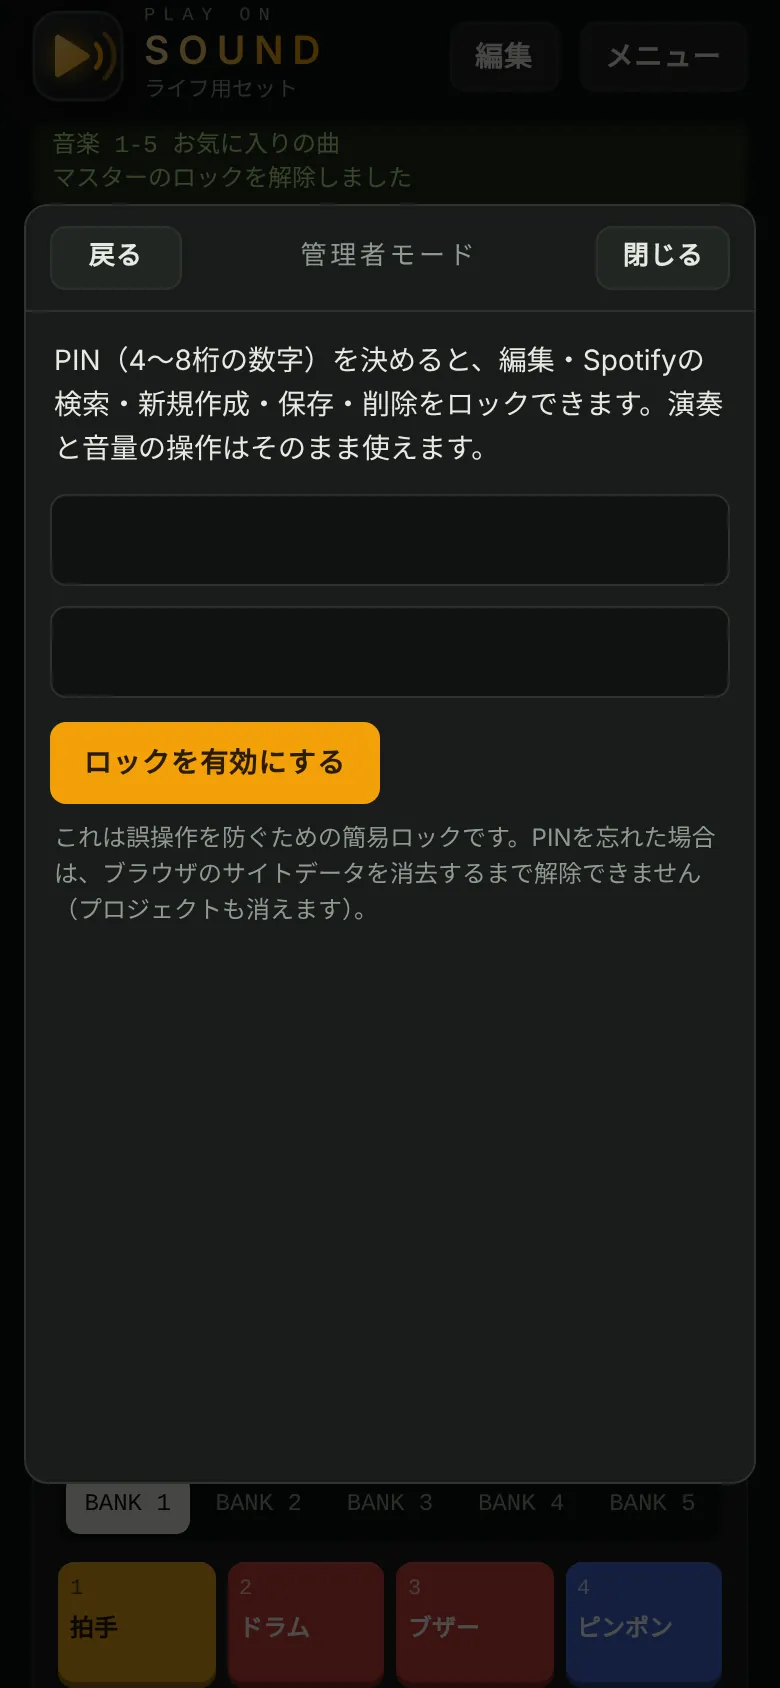 PLAY ON
SOUND
ライフ用セット
編集
メニュー
音楽 1-5 お気に入りの曲
マスターのロックを解除しました
戻る
管理者モード
閉じる
PIN（4〜8桁の数字）を決めると、編集・Spotifyの
検索・新規作成・保存・削除をロックできます。演奏
と音量の操作はそのまま使えます。
ロックを有効にする
これは誤操作を防ぐための簡易ロックです。PINを忘れた場合
は、ブラウザのサイトデータを消去するまで解除できません
（プロジェクトも消えます）。
BANK 1
BANK 2
BANK 3
BANK 4
BANK 5
1
拍手
2
ドラム
3
ブザー
4
ピンポン